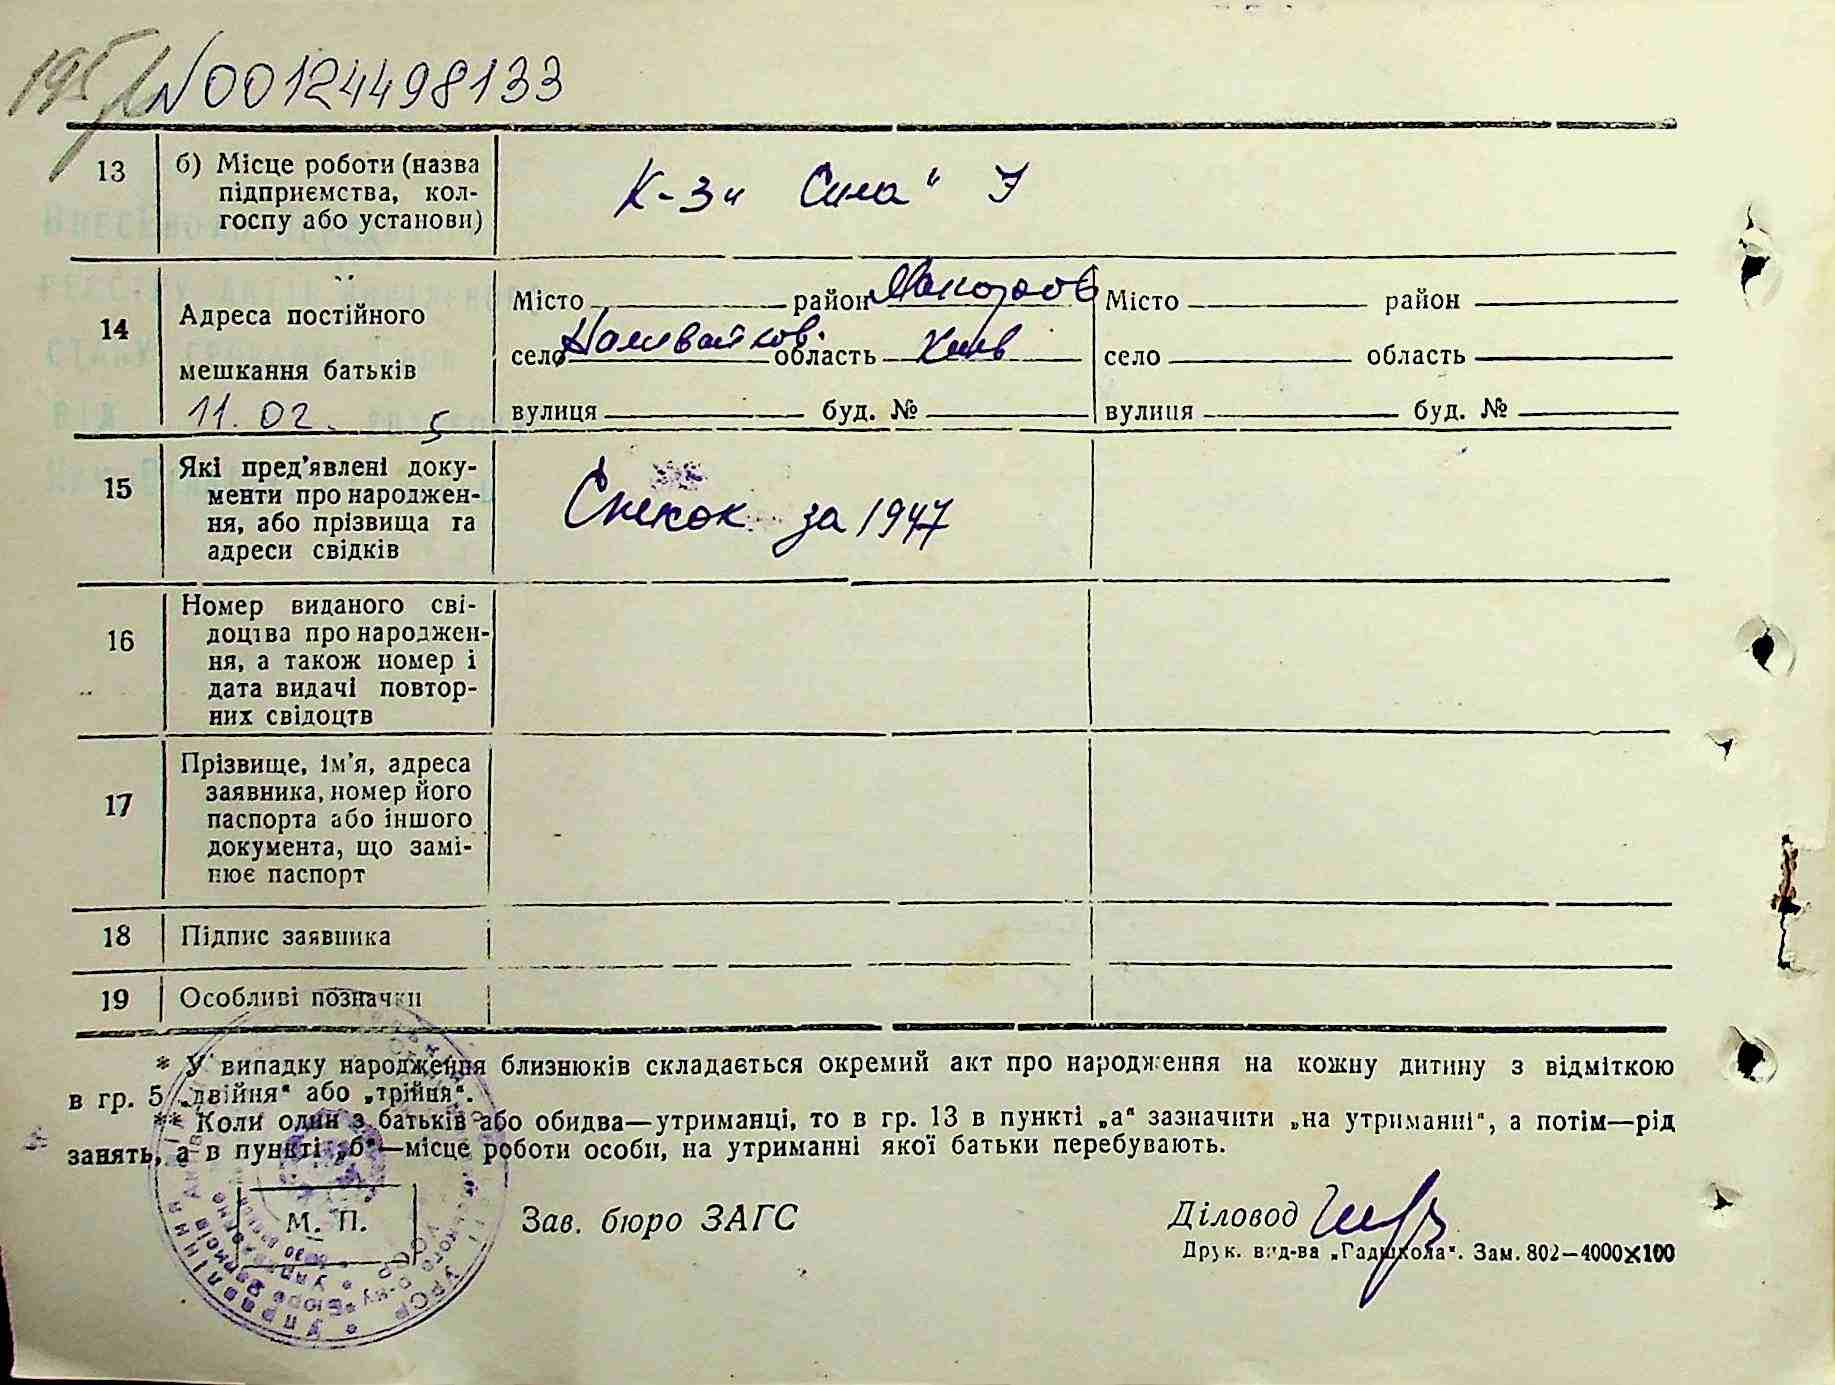 N00124498133
13 б) Місце роботи (назва
підприємства, кол-
госпу або установи)
14 Адреса постійного
мешкання батьків
11.02. 5
Місто район Макоров Місто район
село область Київ село область
вулиця буд. № вулиця буд. №
15 Які пред'явлені доку-
менти про народжен-
ня, або прізвища та
адреси свідків
за 1947
16 Номер виданого сві-
доцтва про народжен-
ня, а також номер і
дата видачі повтор-
них свідоцтв
17 Прізвище, ім'я, адреса
заявника, номер його
паспорта або іншого
документа, що замі-
нює паспорт
18 Підпис заявника
19 Особливі позначки
* У випадку народження близнюків складається окремий акт про народження на кожну дитину з відміткою
в гр. 5 „двійня“ або „трійня“.
** Коли один з батьків або обидва—утриманці, то в гр. 13 в пункті „а“ зазначити „на утриманні“, а потім—рід
занять, а в пункті „б“—місце роботи особи, на утриманні якої батьки перебувають.
М. П. Зав. бюро ЗАГС Діловод
Друк. вид-ва „Радшкола“. Зам. 802—4000×100